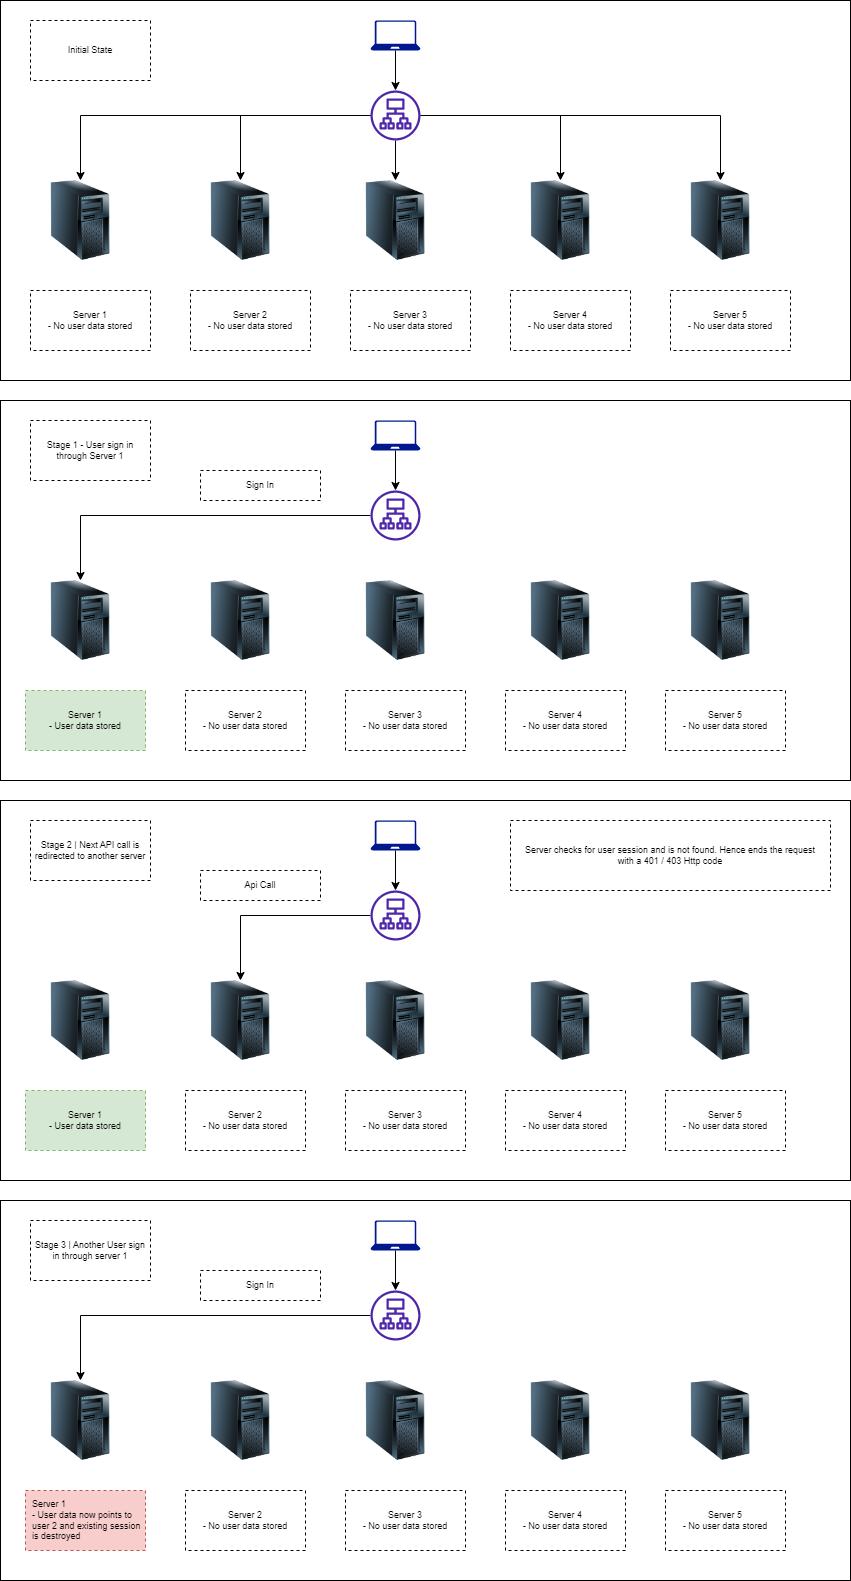 Initial State
Server 1
- No user data stored
Server 2
- No user data stored
Server 3
- No user data stored
Server 4
- No user data stored
Server 5
- No user data stored
Stage 1 - User sign in
through Server 1
Sign In
Server 1
- User data stored
Server 2
- No user data stored
Server 3
- No user data stored
Server 4
- No user data stored
Server 5
- No user data stored
Stage 2 | Next API call is
redirected to another server
Server checks for user session and is not found. Hence ends the request
with a 401 / 403 Http code
Api Call
Server 1
- User data stored
Server 2
- No user data stored
Server 3
- No user data stored
Server 4
- No user data stored
Server 5
- No user data stored
Stage 3 | Another User sign
in through server 1
Sign In
Server 1
- User data now points to
user 2 and existing session
is destroyed
Server 2
- No user data stored
Server 3
- No user data stored
Server 4
- No user data stored
Server 5
- No user data stored